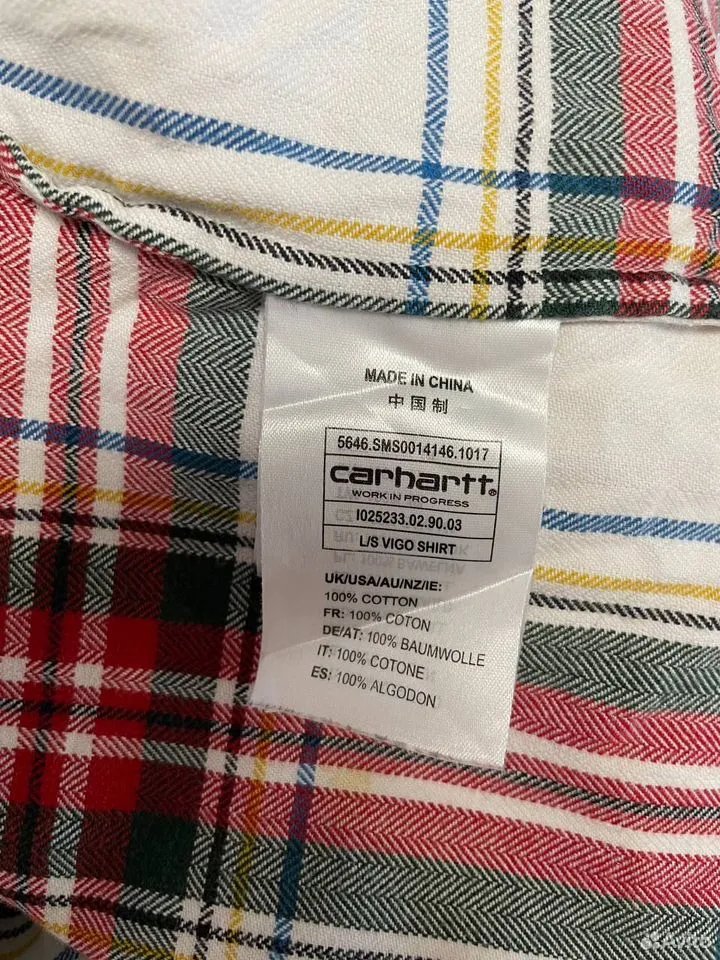 MADE IN CHINA
中国制
5646.SMS0014146.1017
carhartt®
WORK IN PROGRESS
I025233.02.90.03
L/S VIGO SHIRT
UK/USA/AU/NZ/IE:
100% COTTON
FR: 100% COTON
DE/AT: 100% BAUMWOLLE
IT: 100% COTONE
ES: 100% ALGODON
Avito